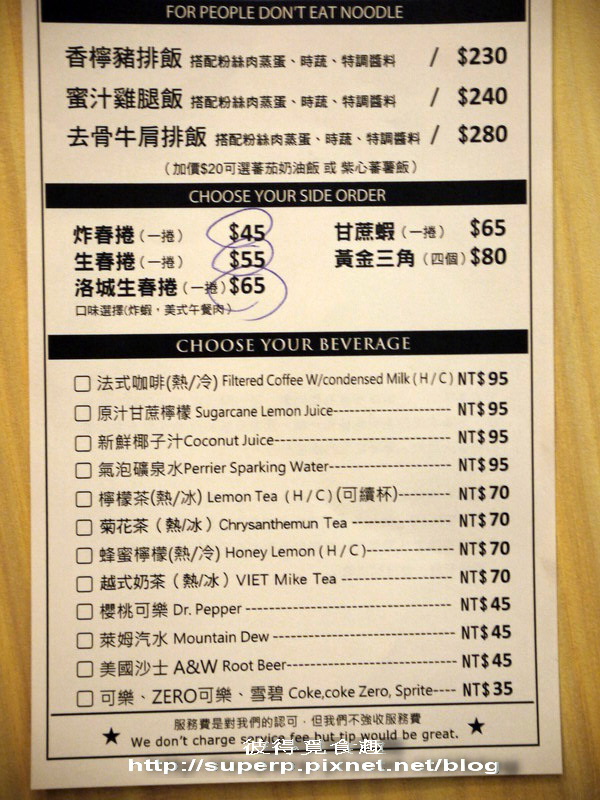 FOR PEOPLE DON'T EAT NOODLE
香檸豬排飯 搭配粉絲肉蒸蛋、時蔬、特調醬料 / $230
蜜汁雞腿飯 搭配粉絲肉蒸蛋、時蔬、特調醬料 / $240
去骨牛肩排飯 搭配粉絲肉蒸蛋、時蔬、特調醬料 / $280
（加價$20可選蕃茄奶油飯 或 紫心蕃薯飯）
CHOOSE YOUR SIDE ORDER
炸春捲（一捲） $45 甘蔗蝦（一捲） $65
生春捲（一捲） $55 黃金三角（四個）$80
洛城生春捲（一捲）$65
口味選擇(炸蝦，美式午餐肉)
CHOOSE YOUR BEVERAGE
法式咖啡(熱/冷) Filtered Coffee W/condensed Milk ( H / C ) NT$95
原汁甘蔗檸檬 Sugarcane Lemon Juice---------------------- NT$95
新鮮椰子汁Coconut Juice-------------------------------- NT$95
氣泡礦泉水Perrier Sparking Water---------------------- NT$95
檸檬茶(熱/冰) Lemon Tea ( H / C ) (可續杯)--------- NT$70
菊花茶（熱/冰）Chrysanthemun Tea ----------------- NT$70
蜂蜜檸檬(熱/冷) Honey Lemon ( H / C )--------------- NT$70
越式奶茶（熱/冰）VIET Mike Tea ------------------- NT$70
櫻桃可樂 Dr. Pepper ------------------------------------ NT$45
萊姆汽水 Mountain Dew ------------------------------- NT$45
美國沙士 A&W Root Beer------------------------------ NT$45
可樂、ZERO可樂、雪碧 Coke,coke Zero, Sprite---- NT$35
服務費是對我們的認可，但我們不強收服務費
★ We don't charge service fee but tip would be great. ★
彼得覓食趣
http://superp.pixnet.net/blog